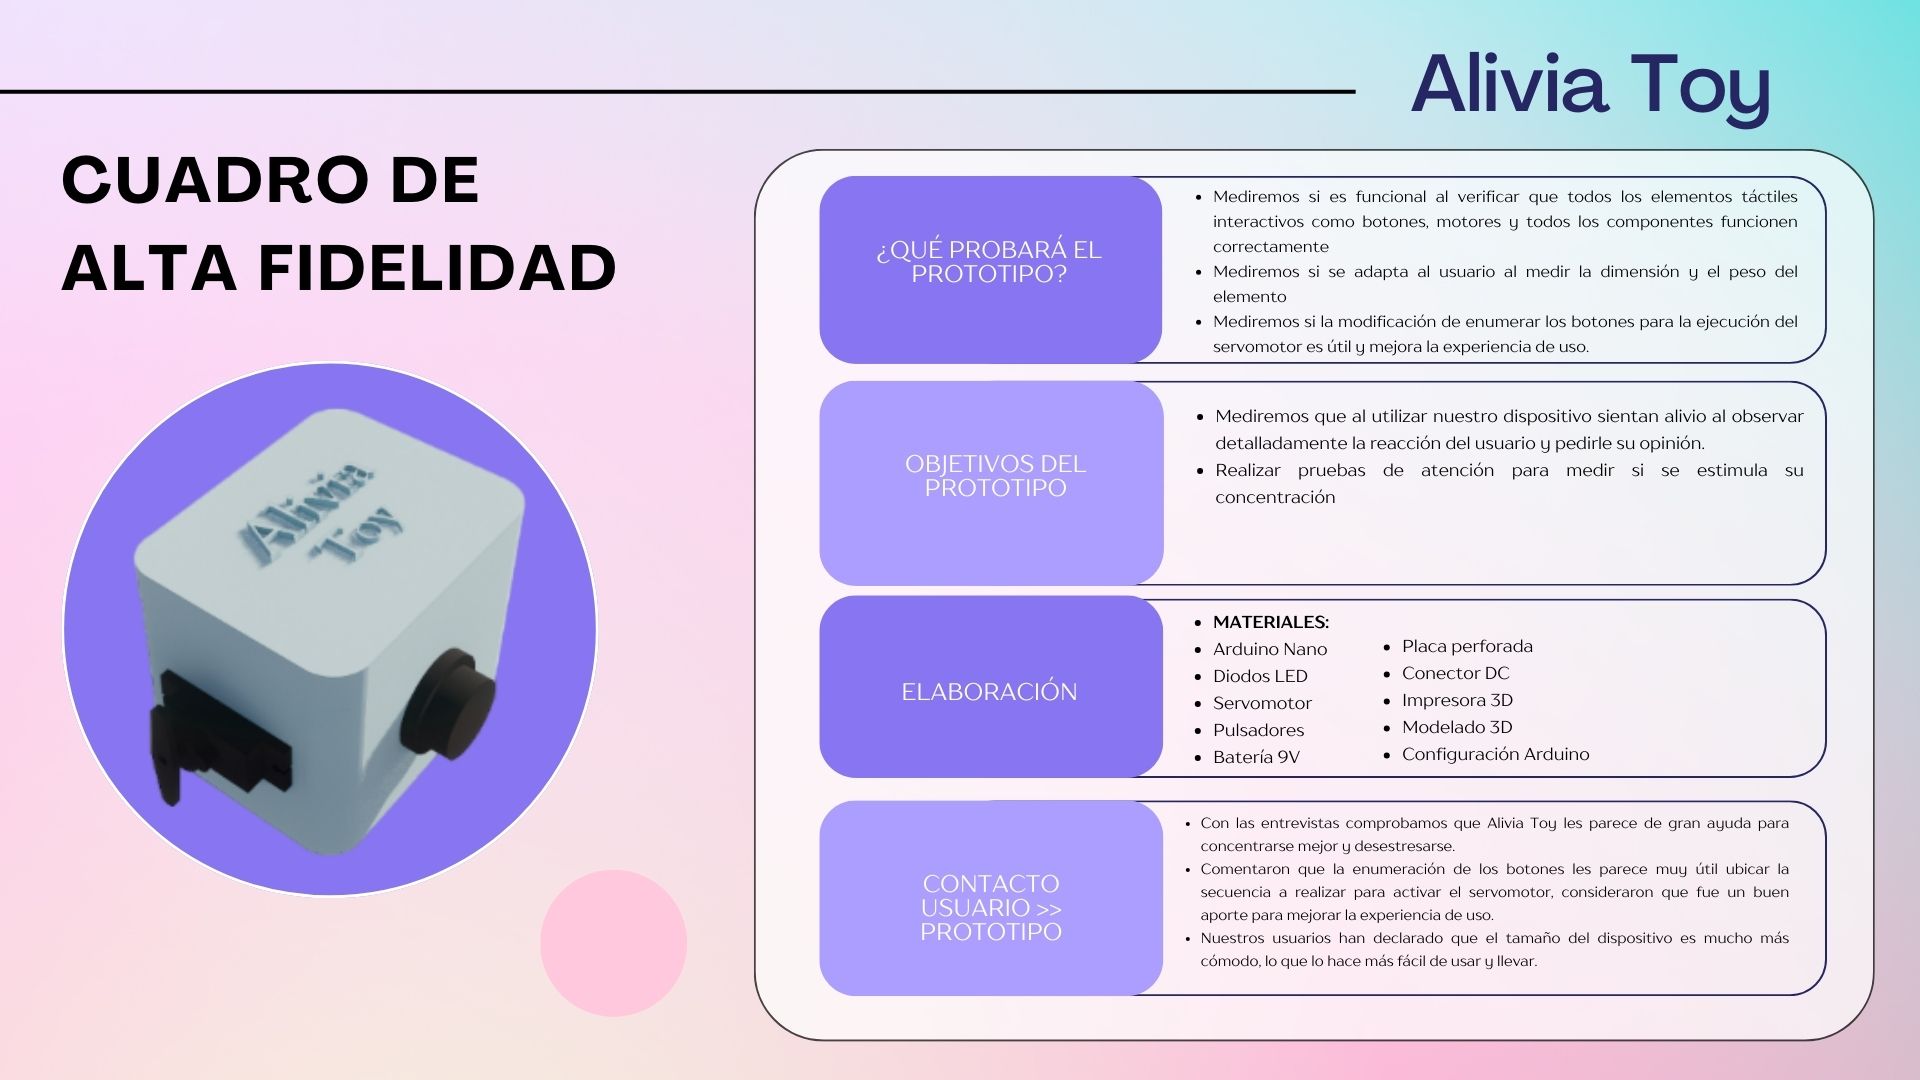 Alivia Toy
CUADRO DE
ALTA FIDELIDAD
Alivia
Toy
¿QUÉ PROBARÁ EL
PROTOTIPO?
• Mediremos si es funcional al verificar que todos los elementos táctiles
interactivos como botones, motores y todos los componentes funcionen
correctamente
• Mediremos si se adapta al usuario al medir la dimensión y el peso del
elemento
• Mediremos si la modificación de enumerar los botones para la ejecución del
servomotor es útil y mejora la experiencia de uso.
OBJETIVOS DEL
PROTOTIPO
• Mediremos que al utilizar nuestro dispositivo sientan alivio al observar
detalladamente la reacción del usuario y pedirle su opinión.
• Realizar pruebas de atención para medir si se estimula su
concentración
ELABORACIÓN
• MATERIALES:
• Arduino Nano
• Diodos LED
• Servomotor
• Pulsadores
• Batería 9V
• Placa perforada
• Conector DC
• Impresora 3D
• Modelado 3D
• Configuración Arduino
CONTACTO
USUARIO >>
PROTOTIPO
• Con las entrevistas comprobamos que Alivia Toy les parece de gran ayuda para
concentrarse mejor y desestresarse.
• Comentaron que la enumeración de los botones les parece muy útil ubicar la
secuencia a realizar para activar el servomotor, consideraron que fue un buen
aporte para mejorar la experiencia de uso.
• Nuestros usuarios han declarado que el tamaño del dispositivo es mucho más
cómodo, lo que lo hace más fácil de usar y llevar.